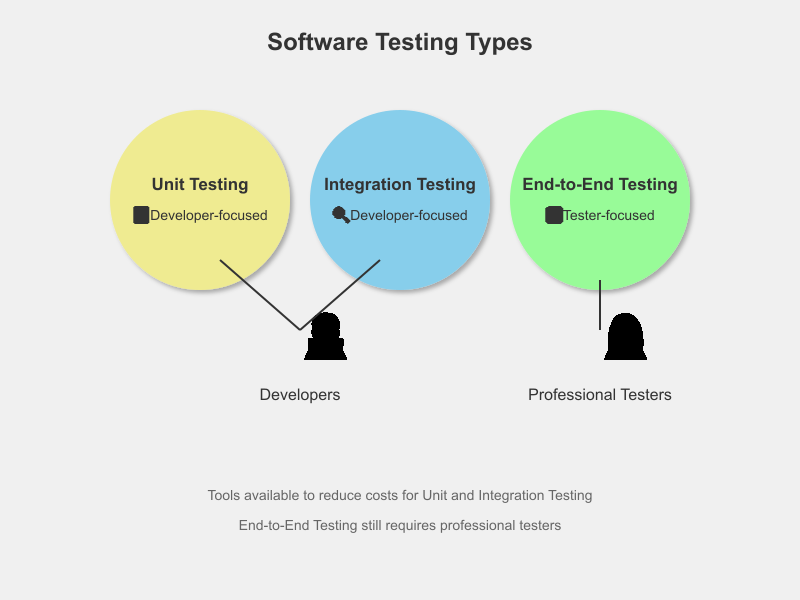 Software Testing Types
Unit Testing
Developer-focused
Integration Testing
Developer-focused
End-to-End Testing
Tester-focused
Developers
Professional Testers
Tools available to reduce costs for Unit and Integration Testing
End-to-End Testing still requires professional testers